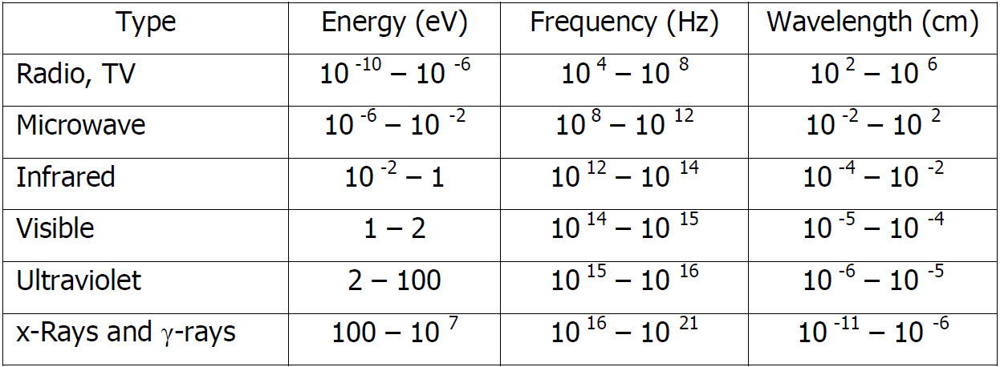 Type Energy (eV) Frequency (Hz) Wavelength (cm)
Radio, TV 10 ⁻¹⁰ – 10 ⁻⁶ 10 ⁴ – 10 ⁸ 10 ² – 10 ⁶
Microwave 10 ⁻⁶ – 10 ⁻² 10 ⁸ – 10 ¹² 10 ⁻² – 10 ²
Infrared 10 ⁻² – 1 10 ¹² – 10 ¹⁴ 10 ⁻⁴ – 10 ⁻²
Visible 1 – 2 10 ¹⁴ – 10 ¹⁵ 10 ⁻⁵ – 10 ⁻⁴
Ultraviolet 2 – 100 10 ¹⁵ – 10 ¹⁶ 10 ⁻⁶ – 10 ⁻⁵
x-Rays and γ-rays 100 – 10 ⁷ 10 ¹⁶ – 10 ²¹ 10 ⁻¹¹ – 10 ⁻⁶